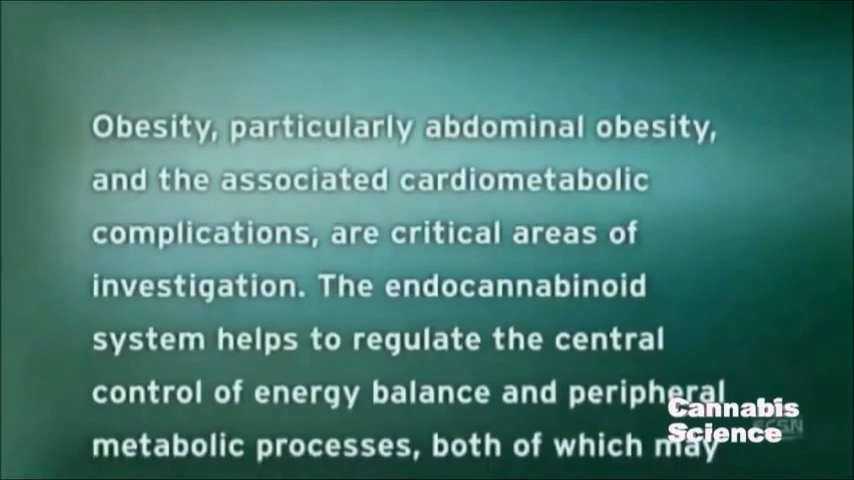 Obesity, particularly abdominal obesity,
and the associated cardiometabolic
complications, are critical areas of
investigation. The endocannabinoid
system helps to regulate the central
control of energy balance and peripheral
metabolic processes, both of which may
Cannabis
Science